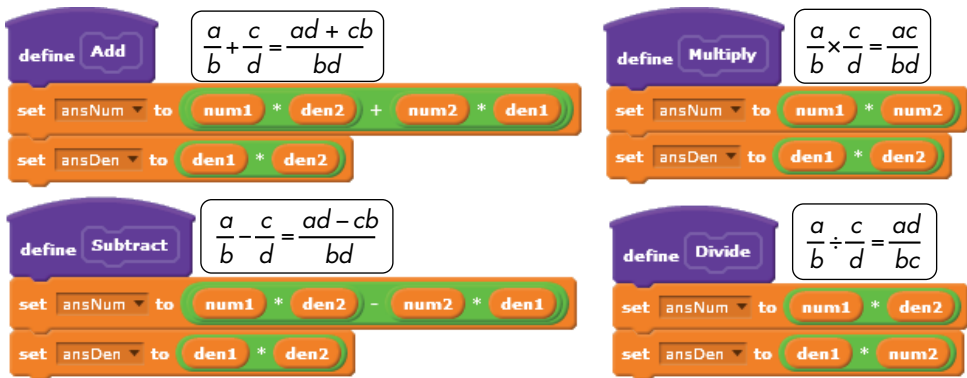 define Add
a/b + c/d = ad + cb/bd
set ansNum to num1 * den2 + num2 * den1
set ansDen to den1 * den2
define Multiply
a/b × c/d = ac/bd
set ansNum to num1 * num2
set ansDen to den1 * den2
define Subtract
a/b − c/d = ad − cb/bd
set ansNum to num1 * den2 - num2 * den1
set ansDen to den1 * den2
define Divide
a/b ÷ c/d = ad/bc
set ansNum to num1 * den2
set ansDen to den1 * num2